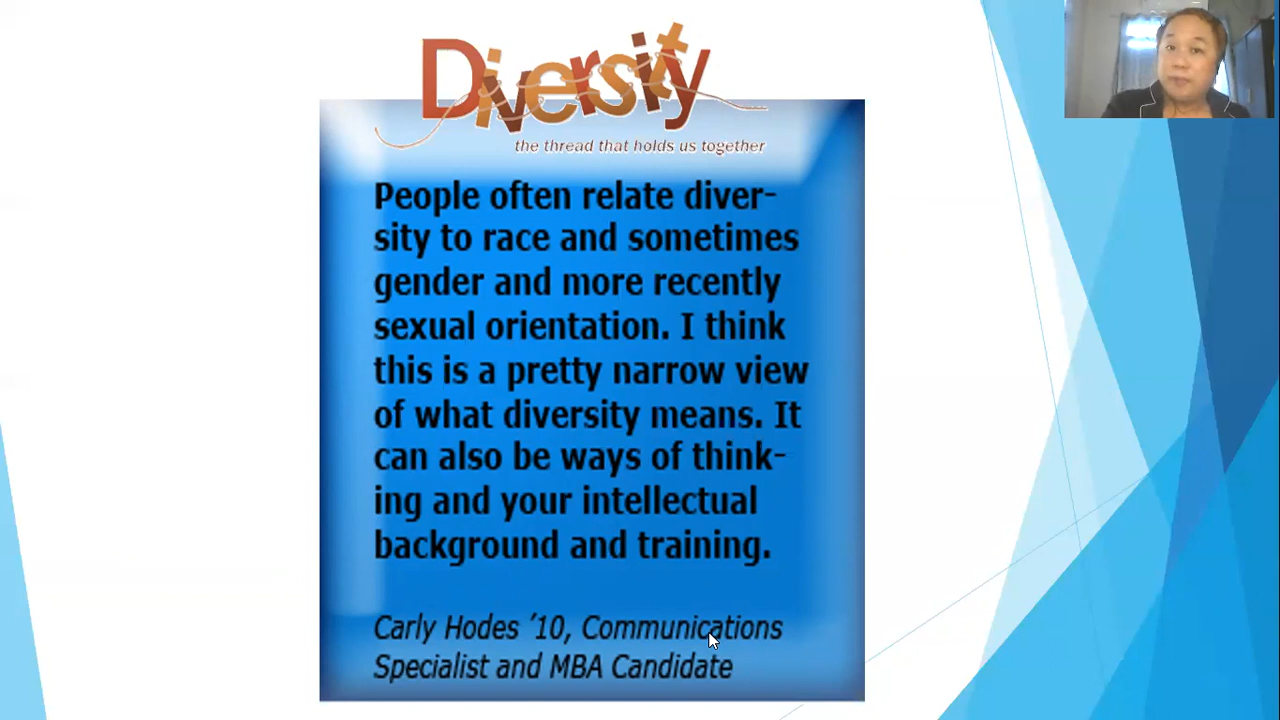 Diversity
the thread that holds us together
People often relate diver-
sity to race and sometimes
gender and more recently
sexual orientation. I think
this is a pretty narrow view
of what diversity means. It
can also be ways of think-
ing and your intellectual
background and training.
Carly Hodes ’10, Communications
Specialist and MBA Candidate